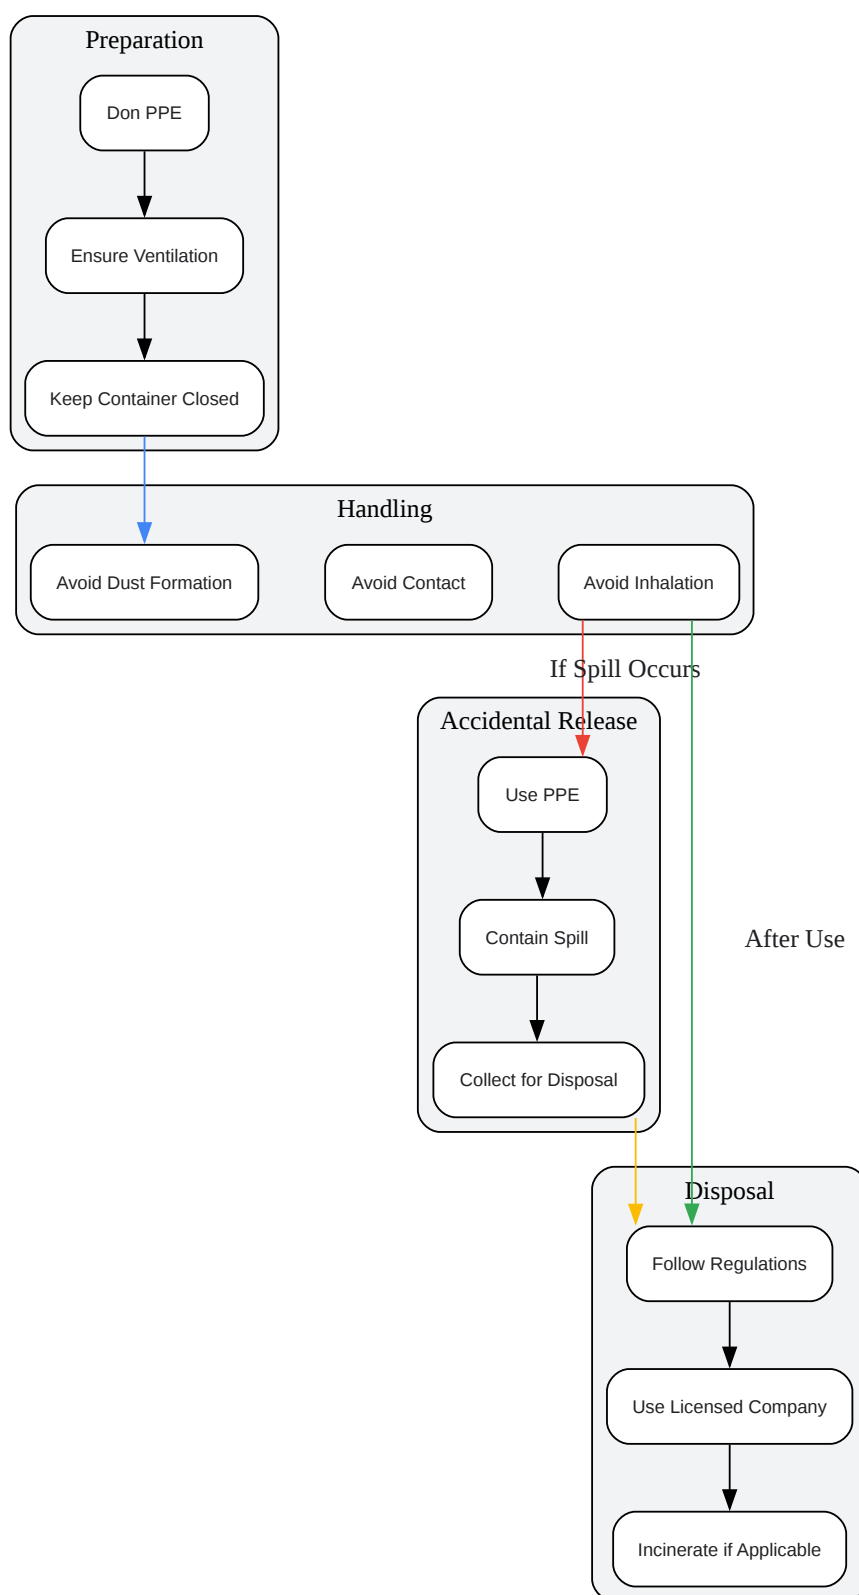 Preparation
Don PPE
Ensure Ventilation
Keep Container Closed
Handling
Avoid Dust Formation
Avoid Contact
Avoid Inhalation
If Spill Occurs
Accidental Release
Use PPE
Contain Spill
After Use
Collect for Disposal
Disposal
Follow Regulations
Use Licensed Company
Incinerate if Applicable